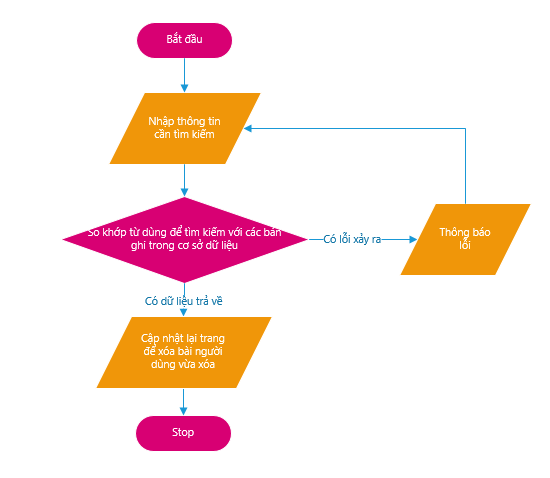 Bắt đầu
Nhập thông tin
cần tìm kiếm
So khớp từ dùng để tìm kiếm với các bản
ghi trong cơ sở dữ liệu
Có lỗi xảy ra
Thông báo
lỗi
Có dữ liệu trả về
Cập nhật lại trang
để xóa bài người
dùng vừa xóa
Stop